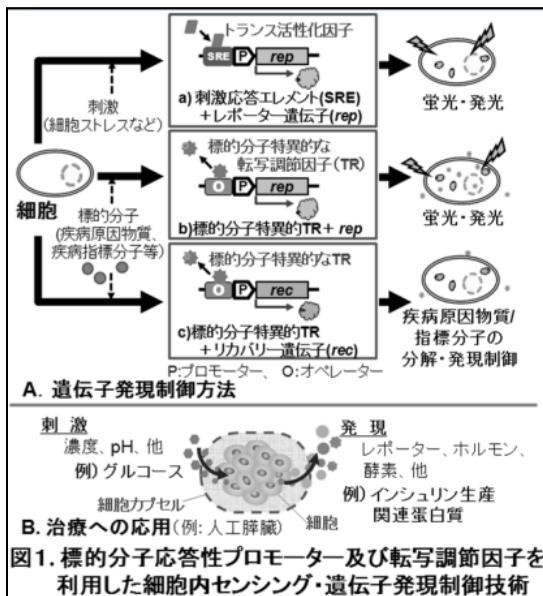 トランス活性化因子
SRE P rep
a) 刺激応答エレメント(SRE)
+レポーター遺伝子(rep)
刺激
(細胞ストレスなど)
蛍光・発光
細胞
標的分子
(疾病原因物質、
疾病指標分子等)
標的分子特異的な
転写調節因子(TR)
O P rep
b)標的分子特異的TR+ rep
蛍光・発光
標的分子特異的なTR
O P rec
c)標的分子特異的TR
+リカバリー遺伝子(rec)
疾病原因物質/
指標分子の
分解・発現制御
P:プロモーター、 O:オペレーター
A. 遺伝子発現制御方法
刺 激
濃度、pH、他
例) グルコース
細胞カプセル
細胞
発 現
レポーター、ホルモン、
酵素、他
例) インシュリン生産
関連蛋白質
B. 治療への応用(例: 人工膵臓)
図1. 標的分子応答性プロモーター及び転写調節因子を
利用した細胞内センシング・遺伝子発現制御技術